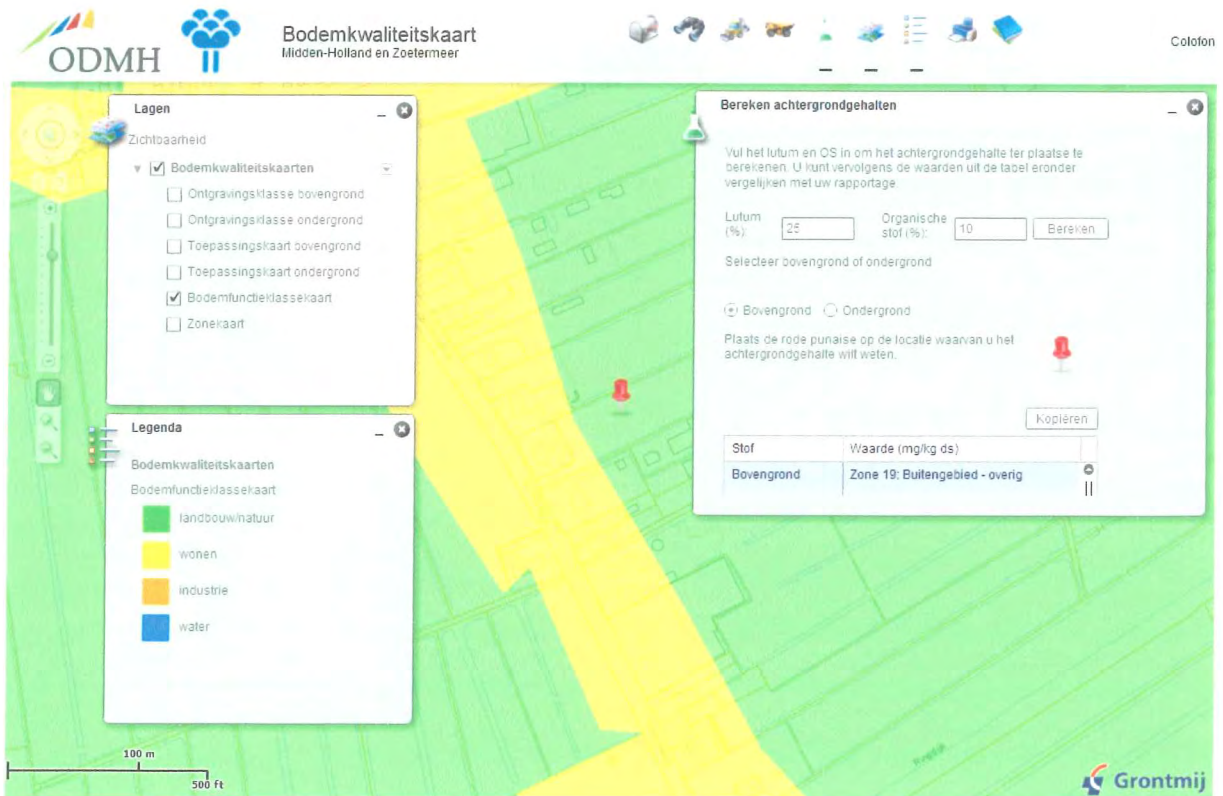 ODMH
Bodemkwaliteitskaart
Midden-Holland en Zoetermeer
Colofon
Lagen
Zichtbaarheid
Bodemkwaliteitskaarten
Ontgravingsklasse bovengrond
Ontgravingsklasse ondergrond
Toepassingskaart bovengrond
Toepassingskaart ondergrond
Bodemfunctieklassekaart
Zonekaart
Legenda
Bodemkwaliteitskaarten
Bodemfunctieklassekaart
landbouw/natuur
wonen
industrie
water
Bereken achtergrondgehalten
Vul het lutum en OS in om het achtergrondgehalte ter plaatse te
berekenen. U kunt vervolgens de waarden uit de tabel eronder
vergelijken met uw rapportage.
Lutum
(%):
25
Organische
stof (%):
10
Bereken
Selecteer bovengrond of ondergrond
Bovengrond
Ondergrond
Plaats de rode punaise op de locatie waarvan u het
achtergrondgehalte wilt weten.
Kopiëren
Stof
Waarde (mg/kg ds)
Bovengrond
Zone 19: Buitengebied - overig
100 m
500 ft
Grontmij